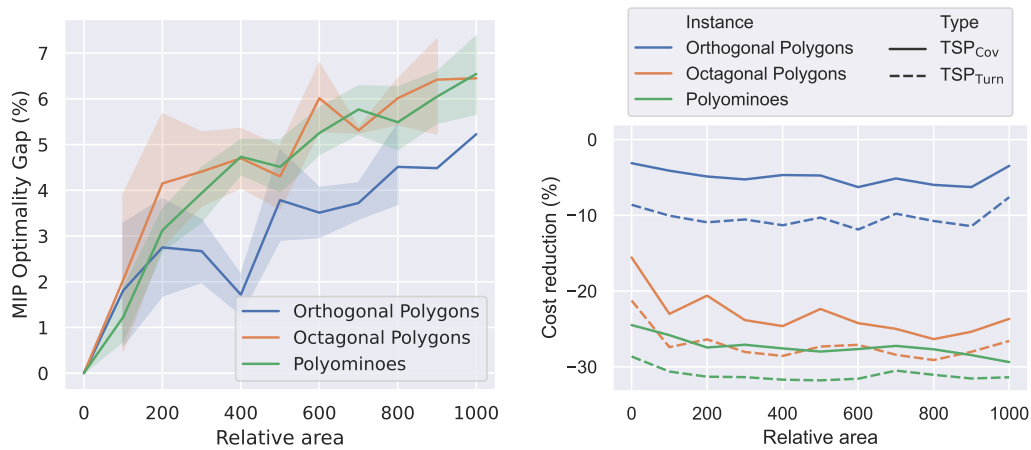 MIP Optimality Gap (%)
7
6
5
4
3
2
1
0
0 200 400 600 800 1000
Relative area
Orthogonal Polygons
Octagonal Polygons
Polyominoes
Instance Type
Orthogonal Polygons TSP_Cov
Octagonal Polygons TSP_Turn
Polyominoes
Cost reduction (%)
0
−10
−20
−30
0 200 400 600 800 1000
Relative area